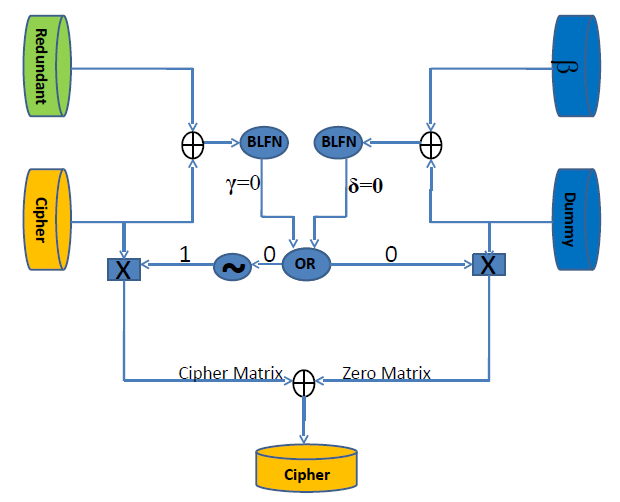 Redundant
β
BLFN
BLFN
γ=0
δ=0
Cipher
Dummy
1
0
OR
0
X
~
X
Cipher Matrix
Zero Matrix
Cipher